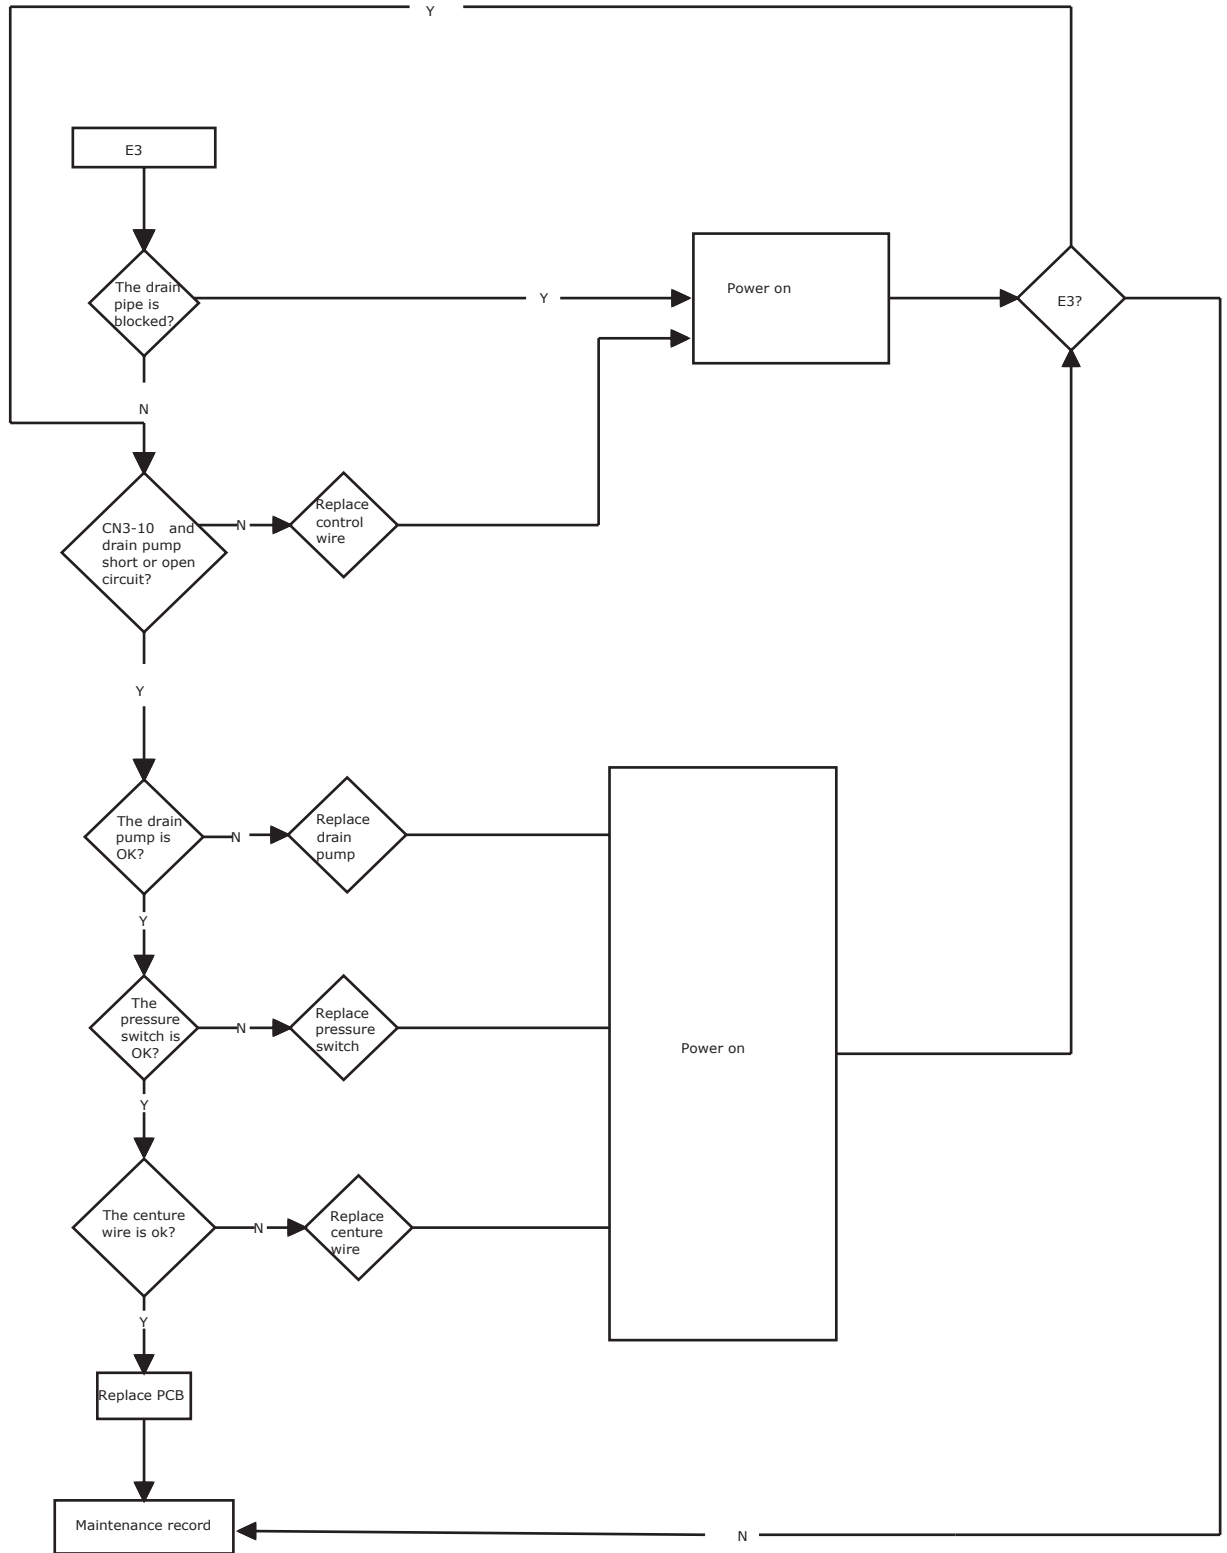 Y
E3
The drain
pipe is
blocked?
Y
Power on
E3?
N
CN3-10 and
drain pump
short or open
circuit?
N
Replace
control
wire
Y
The drain
pump is
OK?
N
Replace
drain
pump
Y
The
pressure
switch is
OK?
N
Replace
pressure
switch
Power on
Y
The centure
wire is ok?
N
Replace
centure
wire
Y
Replace PCB
Maintenance record
N